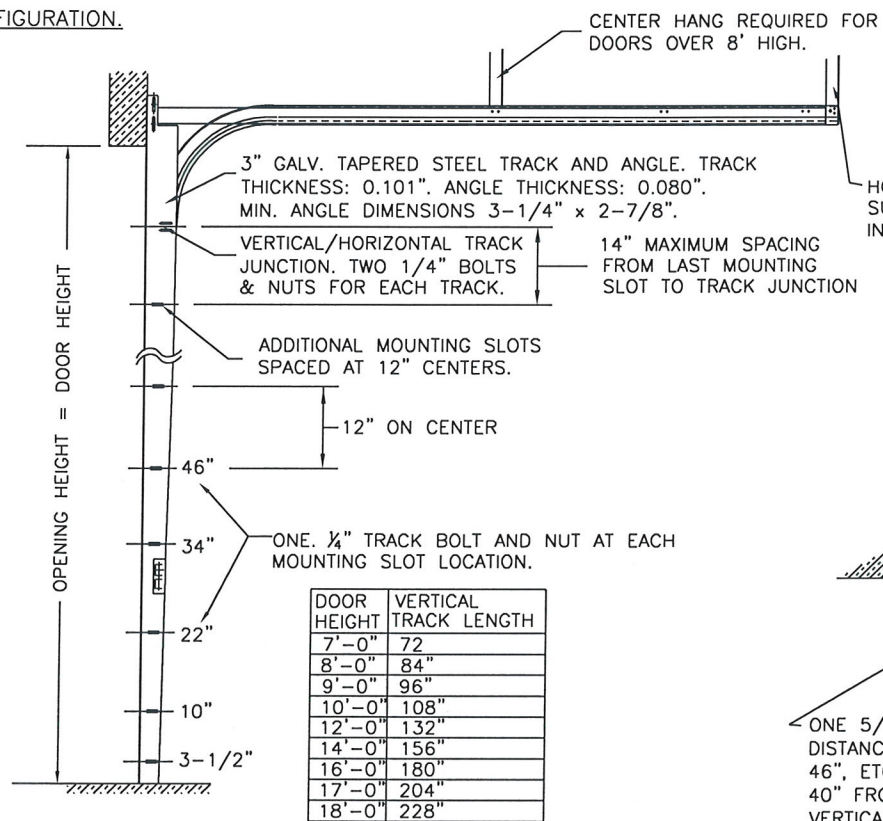 FIGURATION.
CENTER HANG REQUIRED FOR
DOORS OVER 8' HIGH.
3" GALV. TAPERED STEEL TRACK AND ANGLE. TRACK
THICKNESS: 0.101". ANGLE THICKNESS: 0.080".
MIN. ANGLE DIMENSIONS 3-1/4" x 2-7/8".
HO
SU
IN
VERTICAL/HORIZONTAL TRACK
JUNCTION. TWO 1/4" BOLTS
& NUTS FOR EACH TRACK.
14" MAXIMUM SPACING
FROM LAST MOUNTING
SLOT TO TRACK JUNCTION
ADDITIONAL MOUNTING SLOTS
SPACED AT 12" CENTERS.
OPENING HEIGHT = DOOR HEIGHT
12" ON CENTER
46"
34"
ONE. ¼" TRACK BOLT AND NUT AT EACH
MOUNTING SLOT LOCATION.
22"
10"
3-1/2"
DOOR HEIGHT VERTICAL TRACK LENGTH
7'-0" 72
8'-0" 84"
9'-0" 96"
10'-0" 108"
12'-0" 132"
14'-0" 156"
16'-0" 180"
17'-0" 204"
18'-0" 228"
ONE 5/
DISTANC
46", ETC
40" FRO
VERTICA